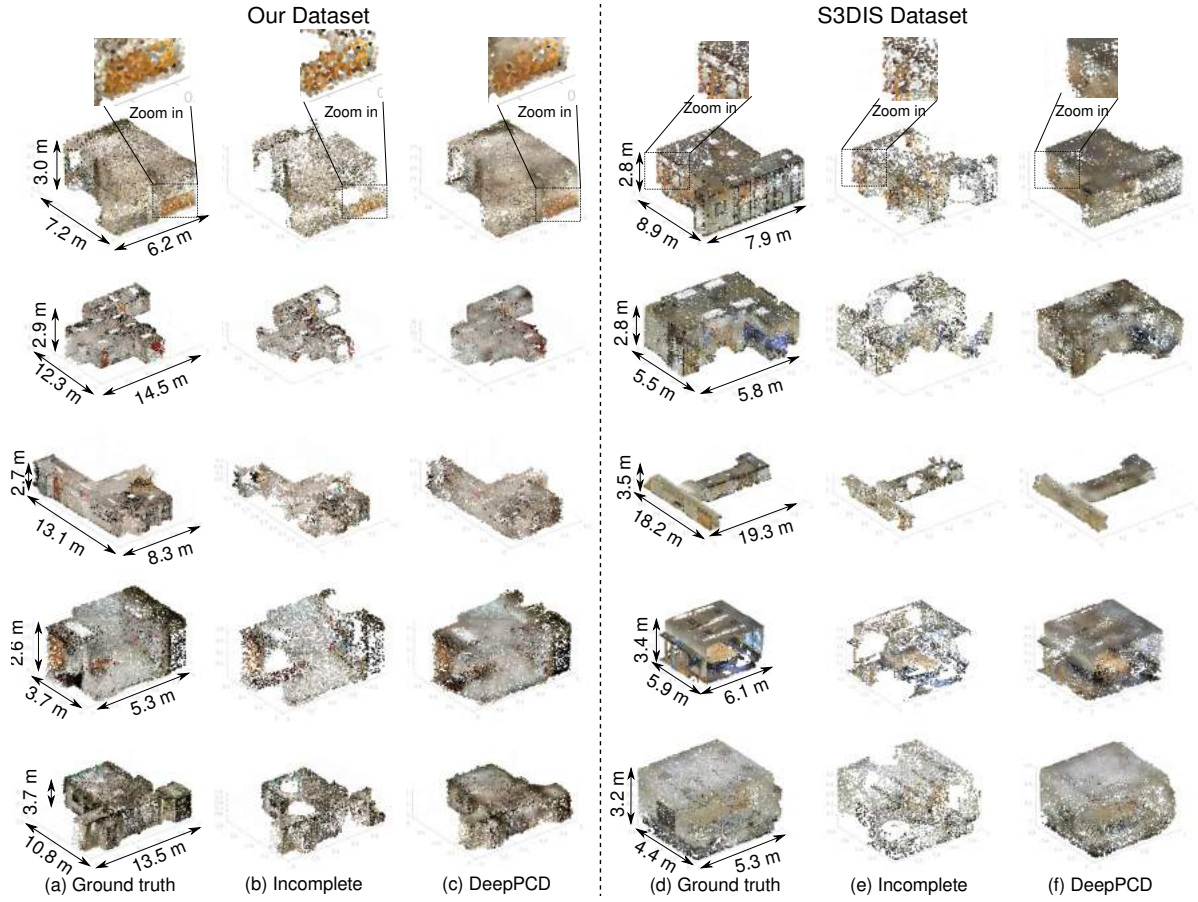 Our Dataset
S3DIS Dataset
Zoom in
Zoom in
Zoom in
Zoom in
Zoom in
Zoom in
3.0 m
7.2 m
6.2 m
2.8 m
8.9 m
7.9 m
2.9 m
12.3 m
14.5 m
2.8 m
5.5 m
5.8 m
2.7 m
13.1 m
8.3 m
3.5 m
18.2 m
19.3 m
2.6 m
3.7 m
5.3 m
3.4 m
5.9 m
6.1 m
3.7 m
10.8 m
13.5 m
3.2 m
4.4 m
5.3 m
(a) Ground truth
(b) Incomplete
(c) DeepPCD
(d) Ground truth
(e) Incomplete
(f) DeepPCD